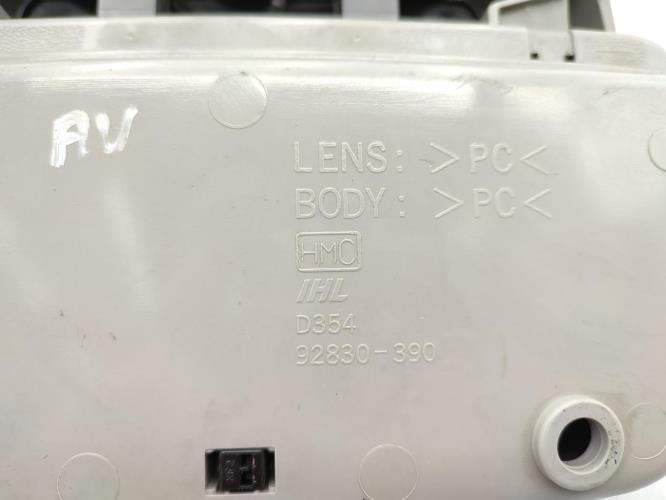 AV
LENS: >PC<
BODY: >PC<
HMC
IHL
D354
92830-390